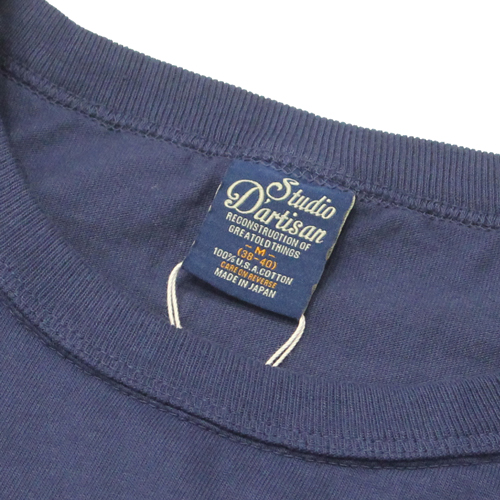 Studio
D'artisan
RECONSTRUCTION OF
GREAT OLD THINGS
- M -
(38-40)
100% U.S.A. COTTON
CARE ON REVERSE
MADE IN JAPAN